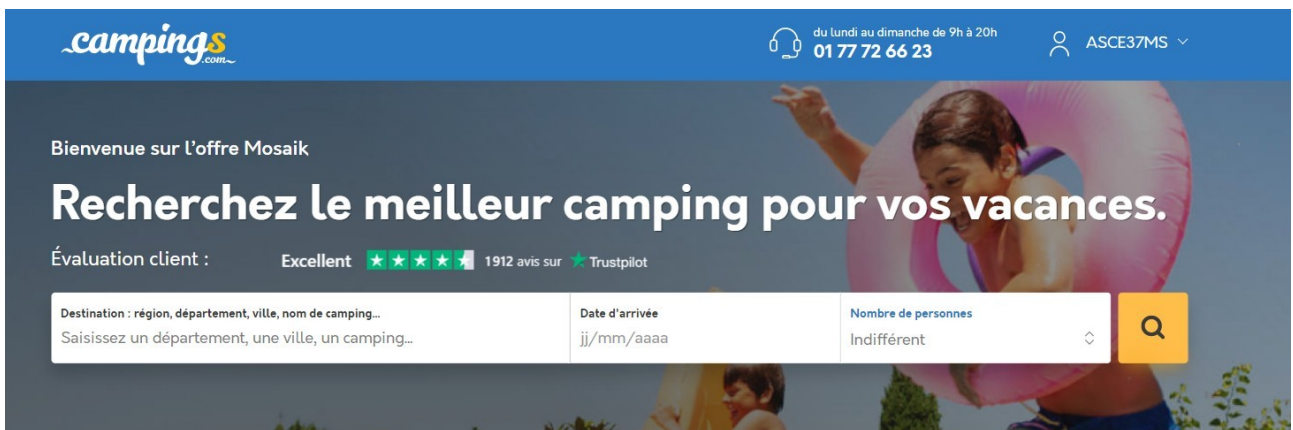 campings
.com
du lundi au dimanche de 9h à 20h
01 77 72 66 23
ASCE37MS
Bienvenue sur l'offre Mosaik
Recherchez le meilleur camping pour vos vacances.
Évaluation client :
Excellent 1912 avis sur Trustpilot
Destination : région, département, ville, nom de camping...
Saisissez un département, une ville, un camping...
Date d'arrivée
jj/mm/aaaa
Nombre de personnes
Indifférent